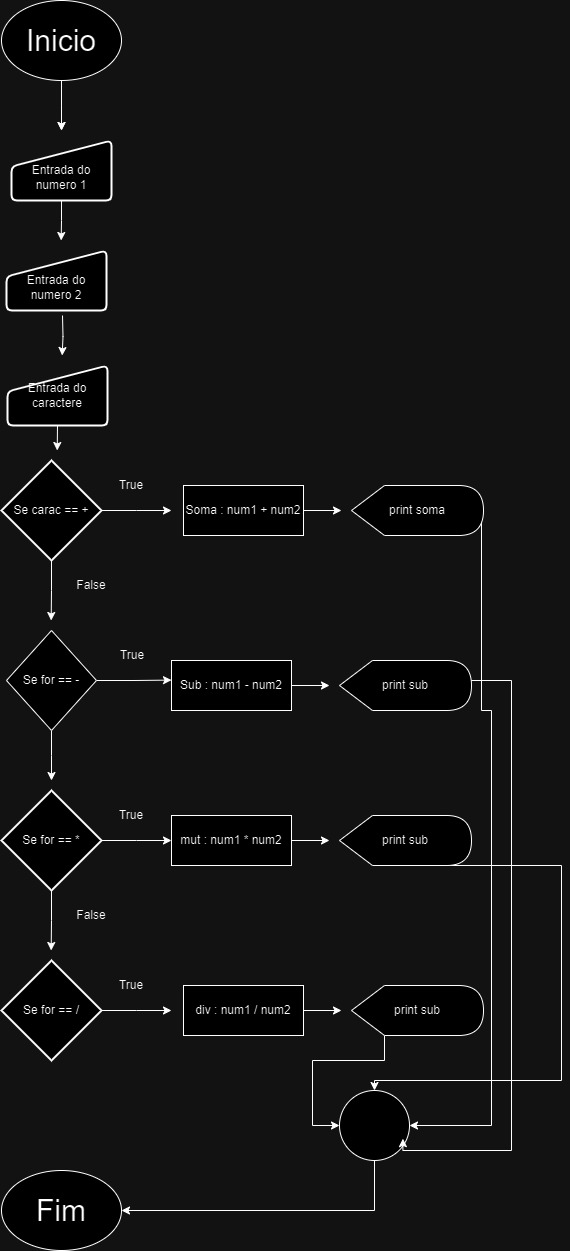 Inicio
Entrada do
numero 1
Entrada do
numero 2
Entrada do
caractere
True
Se carac == +
Soma : num1 + num2
print soma
False
True
Se for == -
Sub : num1 - num2
print sub
True
Se for == *
mut : num1 * num2
print sub
False
True
Se for == /
div : num1 / num2
print sub
Fim